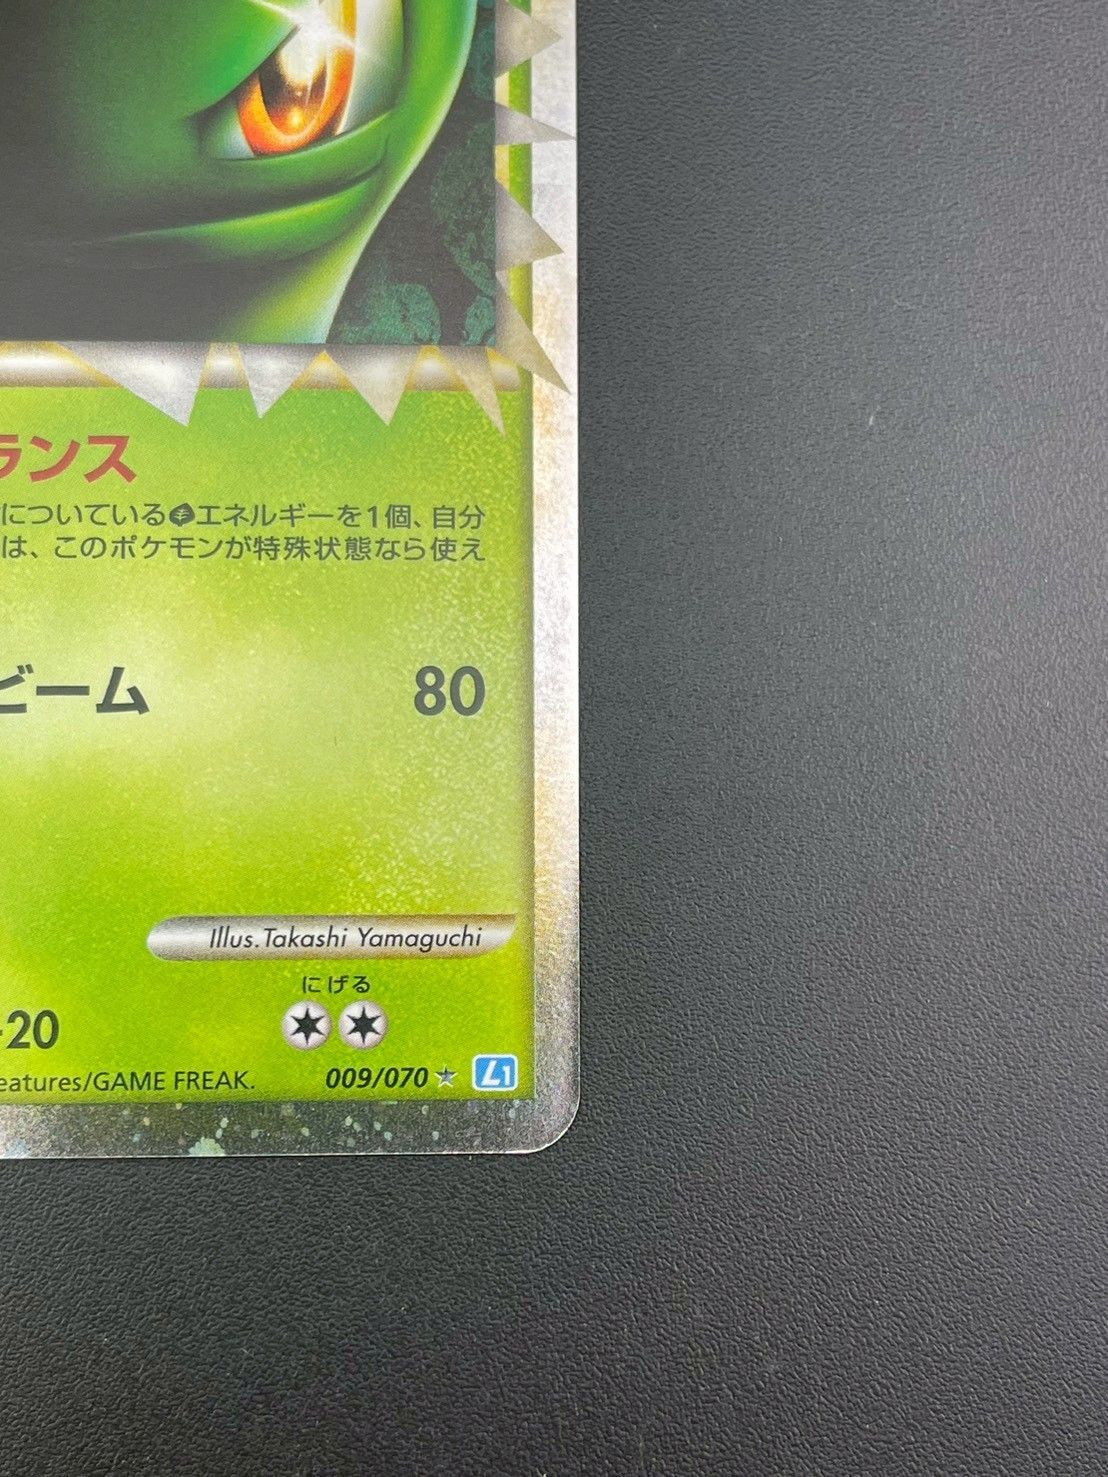 ランス
についているエネルギーを1個、自分
は、このポケモンが特殊状態なら使え
ビーム 80
Illus.Takashi Yamaguchi
にげる
-20
eatures/GAME FREAK. 009/070 L1